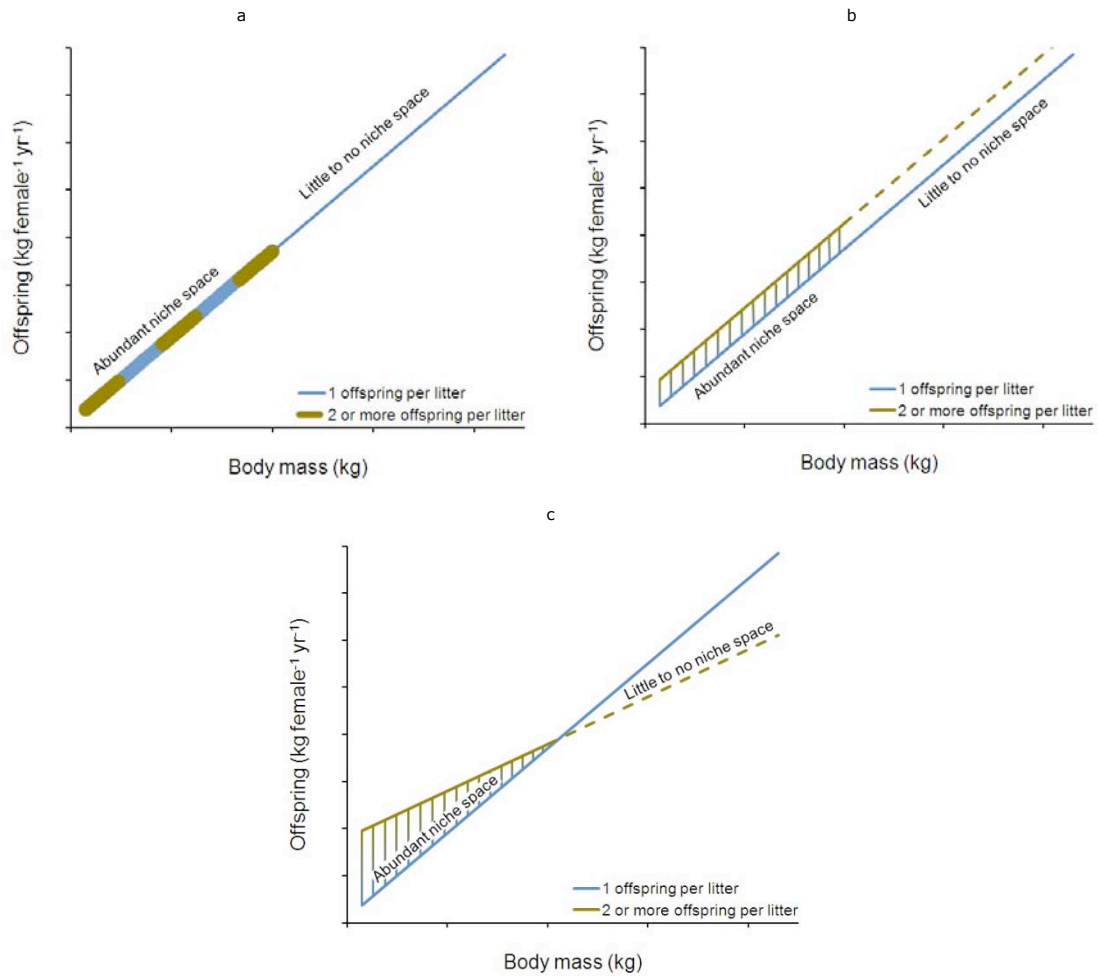 a
Offspring (kg female⁻¹ yr⁻¹)
Little to no niche space
Abundant niche space
1 offspring per litter
2 or more offspring per litter
Body mass (kg)
b
Offspring (kg female⁻¹ yr⁻¹)
Little to no niche space
Abundant niche space
1 offspring per litter
2 or more offspring per litter
Body mass (kg)
c
Offspring (kg female⁻¹ yr⁻¹)
Little to no niche space
Abundant niche space
1 offspring per litter
2 or more offspring per litter
Body mass (kg)